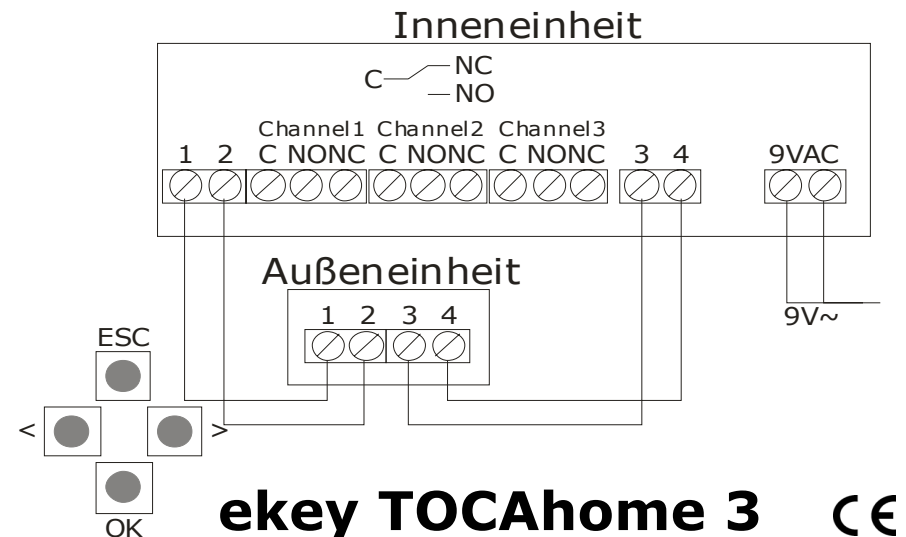 Inneneinheit
C NC
NO
Channel1 Channel2 Channel3
1 2 C NONC C NONC C NONC 3 4 9VAC
Außeneinheit
1 2 3 4
9V~
ESC
< >
OK
ekey TOCAhome 3 CE